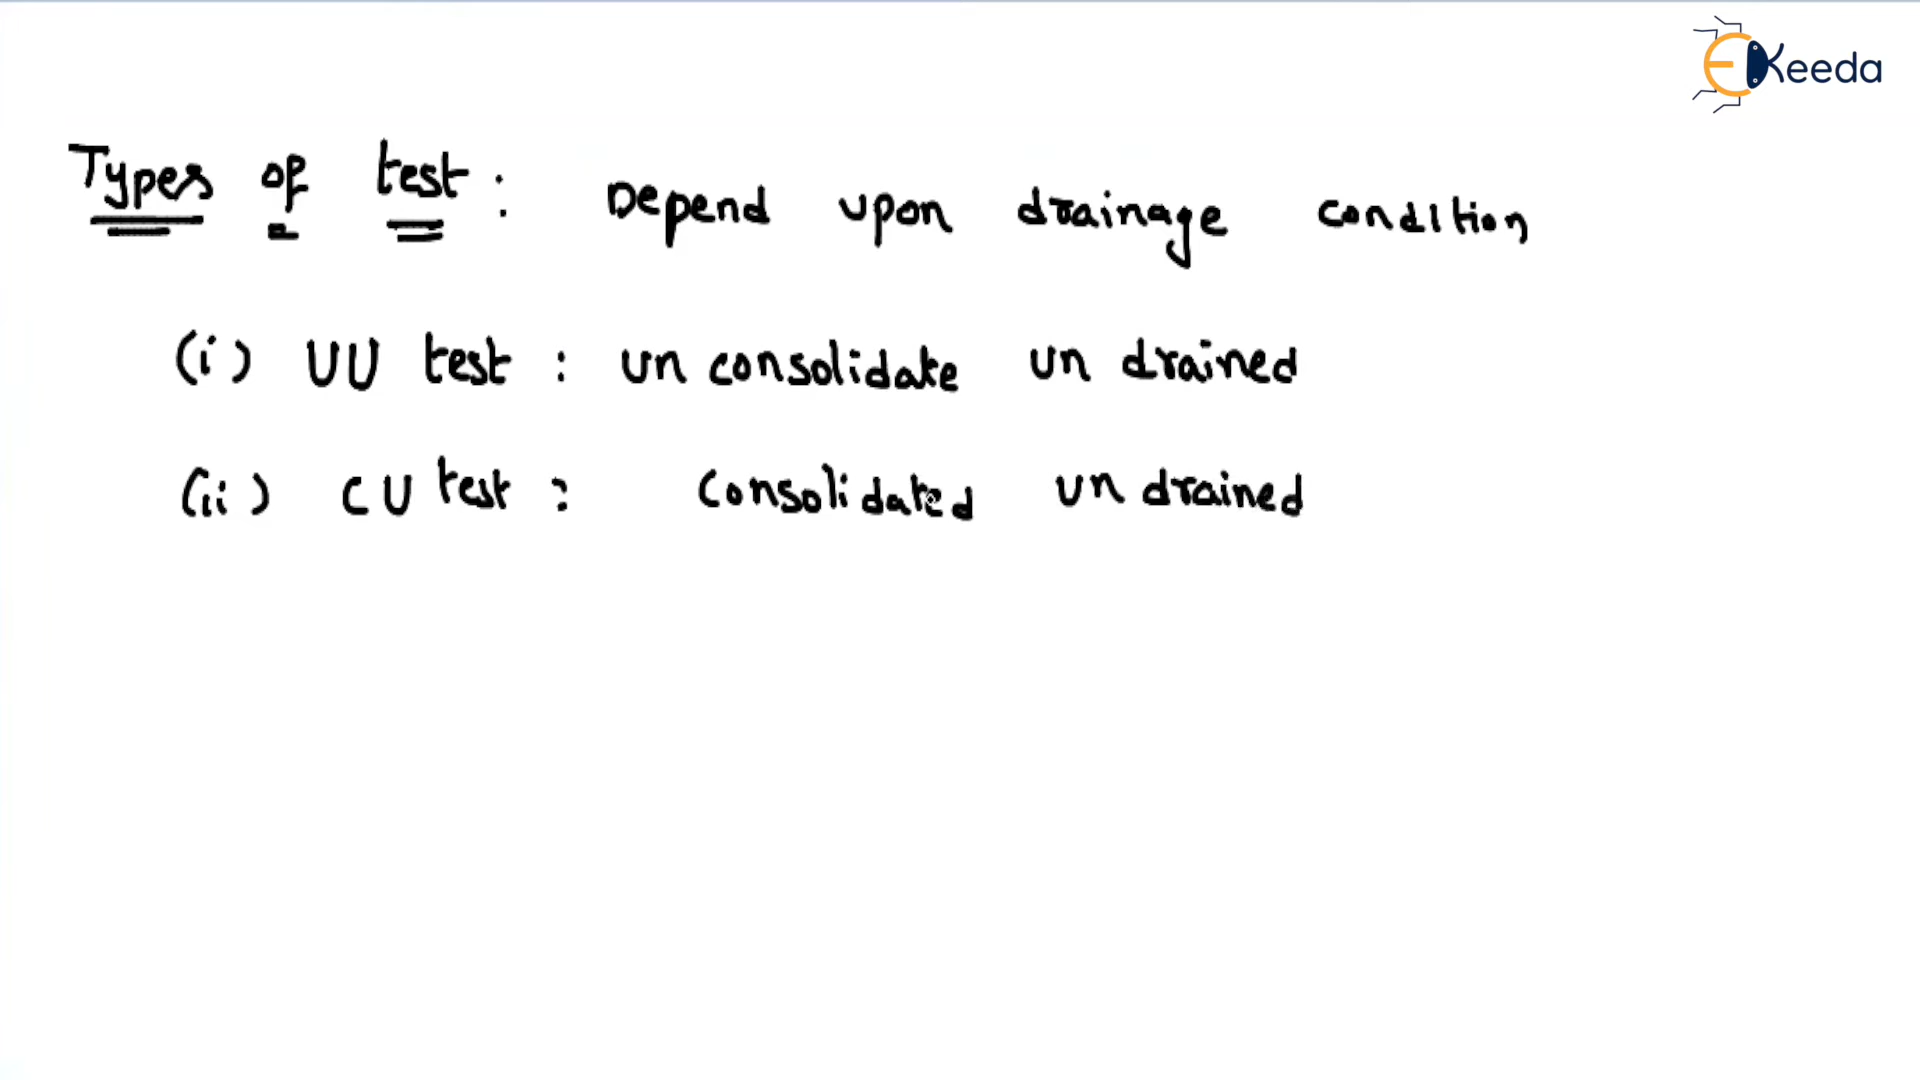 EKeeda
Types of test : Depend upon drainage condition
(i) UU test : un consolidate un drained
(ii) CU test : consolidated un drained